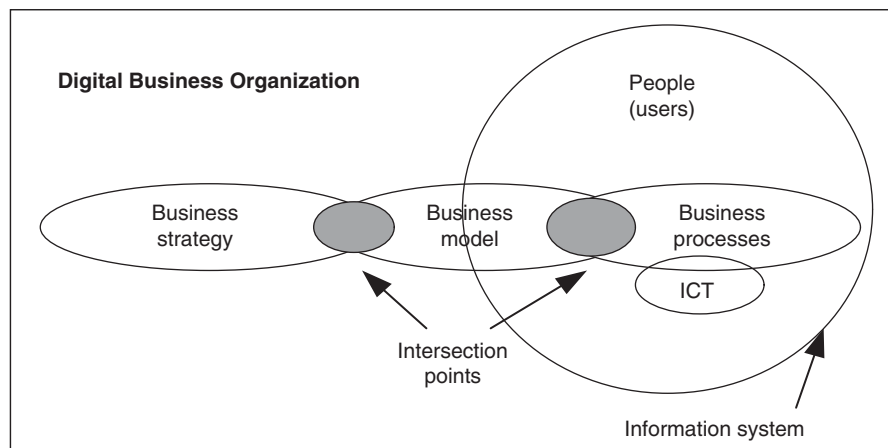 Digital Business Organization
People
(users)
Business
strategy
Business
model
Business
processes
ICT
Intersection
points
Information system